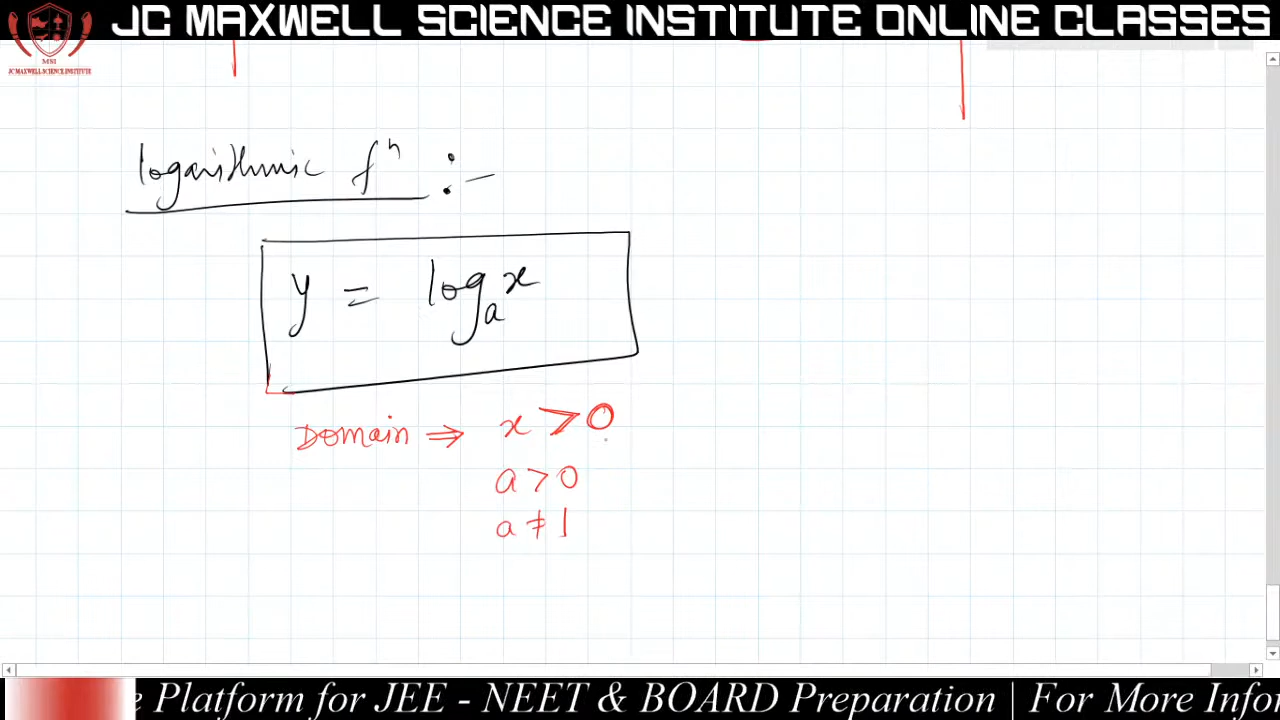 JC MAXWELL SCIENCE INSTITUTE ONLINE CLASSES
MSI
JC MAXWELL SCIENCE INSTITUTE
logarithmic fⁿ :-
y = logₐx
Domain ⇒ x > 0
a > 0
a ≠ 1
e Platform for JEE - NEET & BOARD Preparation | For More Infor